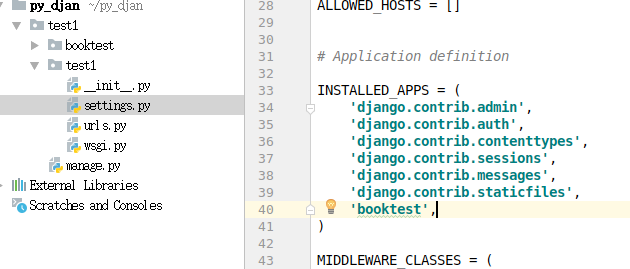 py_djan
py_djan
test1
booktest
test1
__init__.py
settings.py
urls.py
wsgi.py
manage.py
External Libraries
Scratches and Consoles
28 ALLOWED_HOSTS = []
29
30
31 # Application definition
32
33 INSTALLED_APPS = (
34 'django.contrib.admin',
35 'django.contrib.auth',
36 'django.contrib.contenttypes',
37 'django.contrib.sessions',
38 'django.contrib.messages',
39 'django.contrib.staticfiles',
40 'booktest',
41 )
42
43 MIDDLEWARE_CLASSES = (